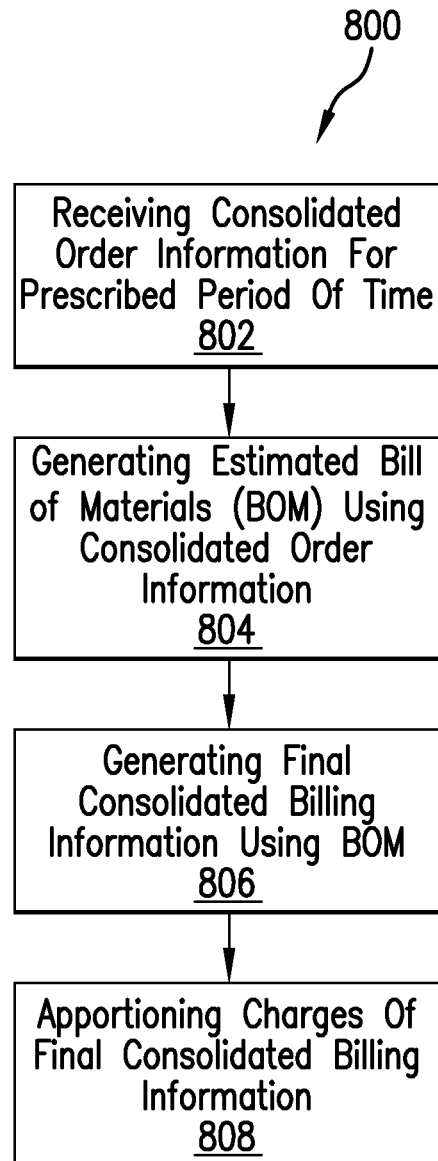 800
Receiving Consolidated
Order Information For
Prescribed Period Of Time
802
Generating Estimated Bill
of Materials (BOM) Using
Consolidated Order
Information
804
Generating Final
Consolidated Billing
Information Using BOM
806
Apportioning Charges Of
Final Consolidated Billing
Information
808